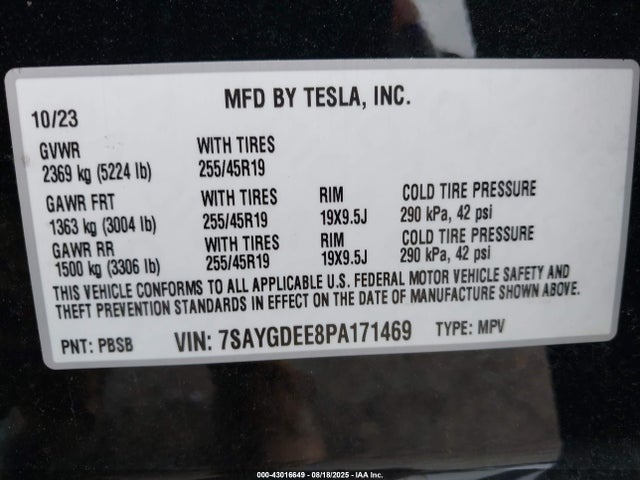 MFD BY TESLA, INC.
10/23
GVWR WITH TIRES
2369 kg (5224 lb) 255/45R19
GAWR FRT WITH TIRES RIM COLD TIRE PRESSURE
1363 kg (3004 lb) 255/45R19 19X9.5J 290 kPa, 42 psi
GAWR RR WITH TIRES RIM COLD TIRE PRESSURE
1500 kg (3306 lb) 255/45R19 19X9.5J 290 kPa, 42 psi
THIS VEHICLE CONFORMS TO ALL APPLICABLE U.S. FEDERAL MOTOR VEHICLE SAFETY AND
THEFT PREVENTION STANDARDS IN EFFECT ON THE DATE OF MANUFACTURE SHOWN ABOVE.
PNT: PBSB VIN: 7SAYGDEE8PA171469 TYPE: MPV
000-43016649 - 08/18/2025 - IAA Inc.